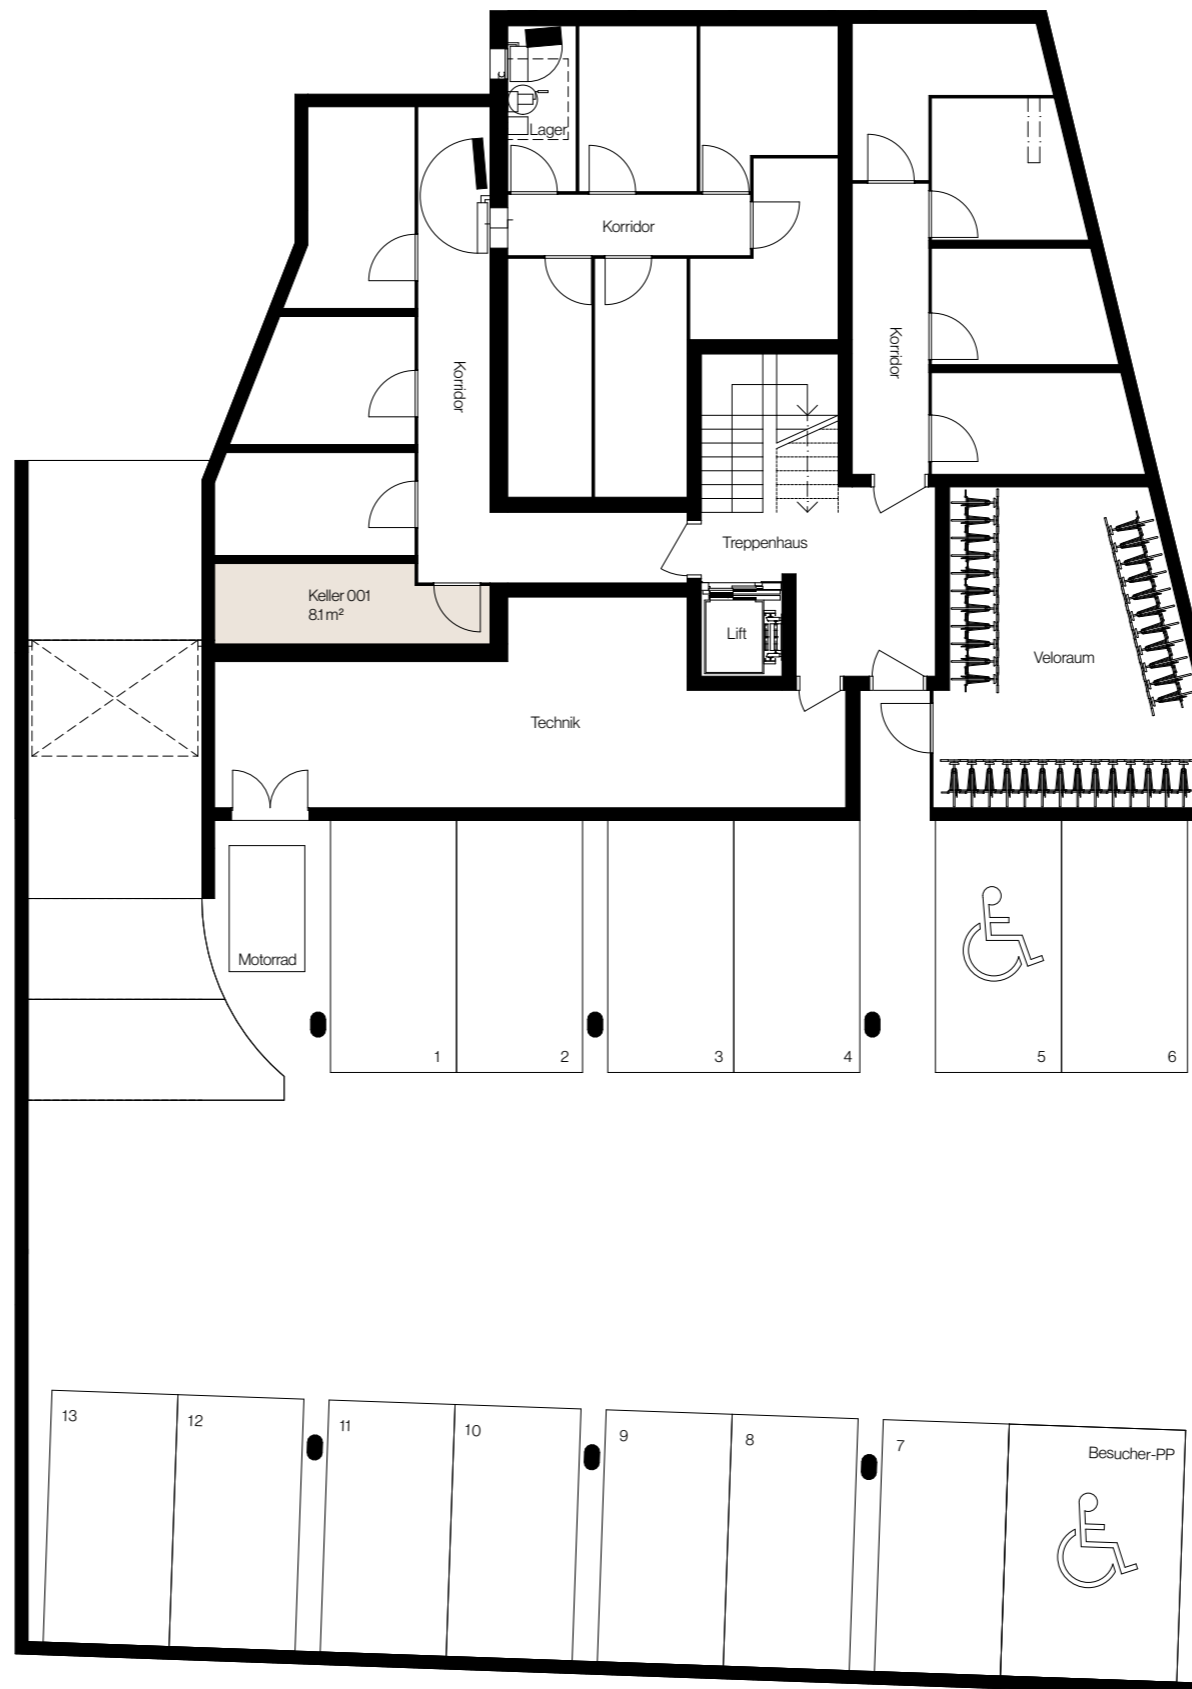 Lager
Korridor
Korridor
Korridor
Treppenhaus
Keller 001
8.1 m²
Lift
Veloraum
Technik
Motorrad
1
2
3
4
5
6
13
12
11
10
9
8
7
Besucher-PP